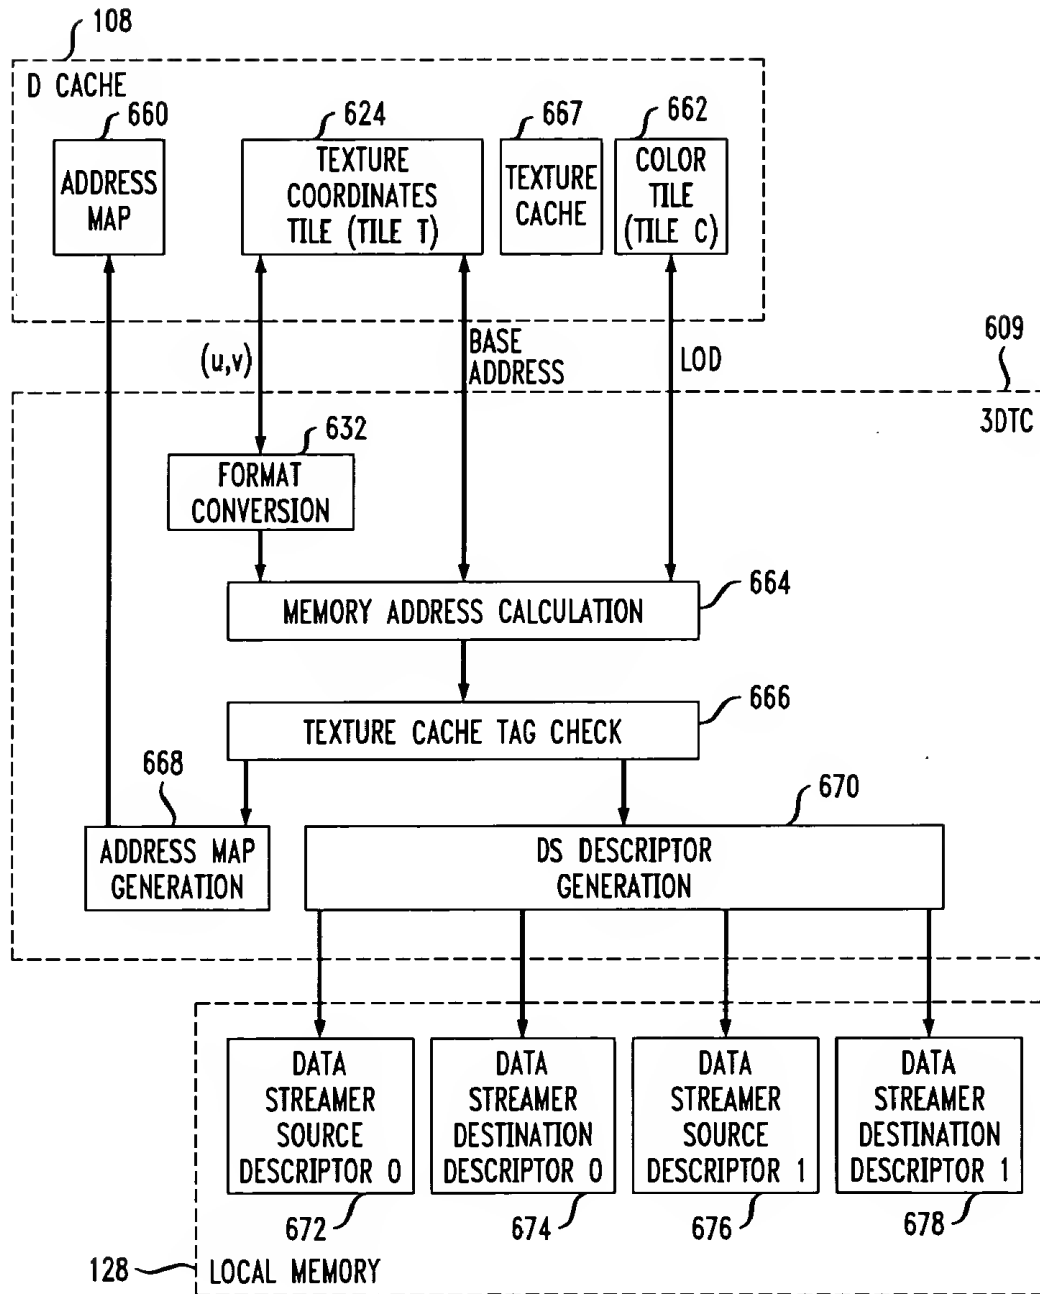 108
D CACHE
660
624
667
662
ADDRESS
MAP
TEXTURE
COORDINATES
TILE (TILE T)
TEXTURE
CACHE
COLOR
TILE
(TILE C)
(u,v)
BASE
ADDRESS
LOD
609
3DTC
632
FORMAT
CONVERSION
MEMORY ADDRESS CALCULATION
664
TEXTURE CACHE TAG CHECK
666
668
670
ADDRESS MAP
GENERATION
DS DESCRIPTOR
GENERATION
DATA
STREAMER
SOURCE
DESCRIPTOR 0
DATA
STREAMER
DESTINATION
DESCRIPTOR 0
DATA
STREAMER
SOURCE
DESCRIPTOR 1
DATA
STREAMER
DESTINATION
DESCRIPTOR 1
672
674
676
678
128
LOCAL MEMORY